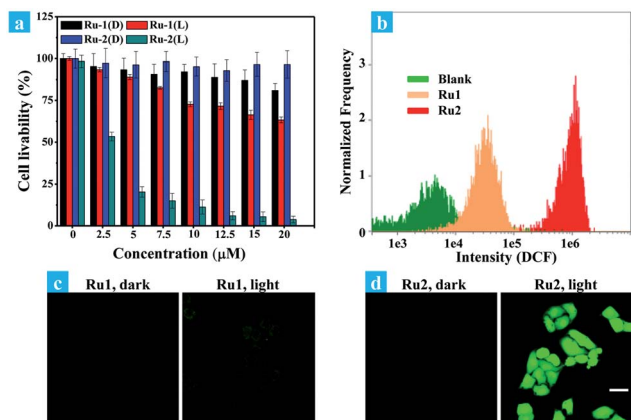 a
Ru-1(D) Ru-1(L)
Ru-2(D) Ru-2(L)
Cell livability (%)
125
100
75
50
25
0
0 2.5 5 7.5 10 12.5 15 20
Concentration (μM)
b
Blank
Ru1
Ru2
Normalized Frequency
3
2
1
0
1e3 1e4 1e5 1e6
Intensity (DCF)
c
Ru1, dark Ru1, light
d
Ru2, dark Ru2, light